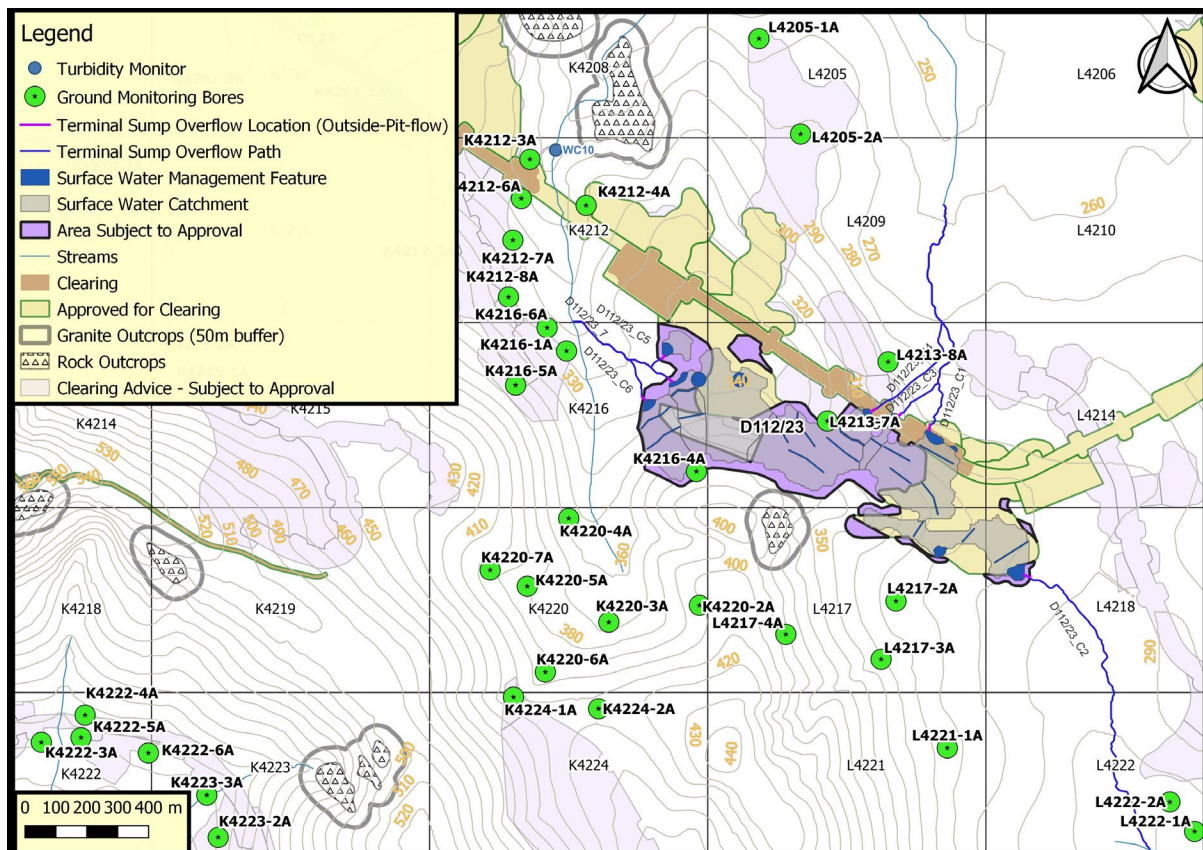 Legend
Turbidity Monitor
Ground Monitoring Bores
Terminal Sump Overflow Location (Outside-Pit-flow)
Terminal Sump Overflow Path
Surface Water Management Feature
Surface Water Catchment
Area Subject to Approval
Streams
Clearing
Approved for Clearing
Granite Outcrops (50m buffer)
Rock Outcrops
Clearing Advice - Subject to Approval
L4205-1A
K4208
L4205
250
L4206
L4205-2A
K4212-3A
WC10
4212-6A
K4212-4A
260
K4212
L4209
L4210
300
290
280
270
K4212-7A
K4212-8A
320
K4216-6A
D112/23_7
D112/23_C5
K4216-1A
D112/23_C6
L4213-8A
D112/23_C3
D112/23_C1
K4216-5A
330
K4215
K4216
L4214
K4214
D112/23
L4213-7A
530
540
480
470
430
420
K4216-4A
520
510
460
450
410
K4220-4A
400
350
360
400
K4220-7A
K4220-5A
K4218
K4219
K4220
K4220-3A
K4220-2A
L4217
L4217-2A
L4218
L4217-4A
D112/23_C2
380
290
420
L4217-3A
K4220-6A
K4222-4A
K4224-1A
K4224-2A
K4222-5A
430
440
L4221-1A
K4222-3A
K4222-6A
500
K4222
K4223
K4224
L4221
L4222
510
K4223-3A
520
L4222-2A
K4223-2A
L4222-1A
0 100 200 300 400 m